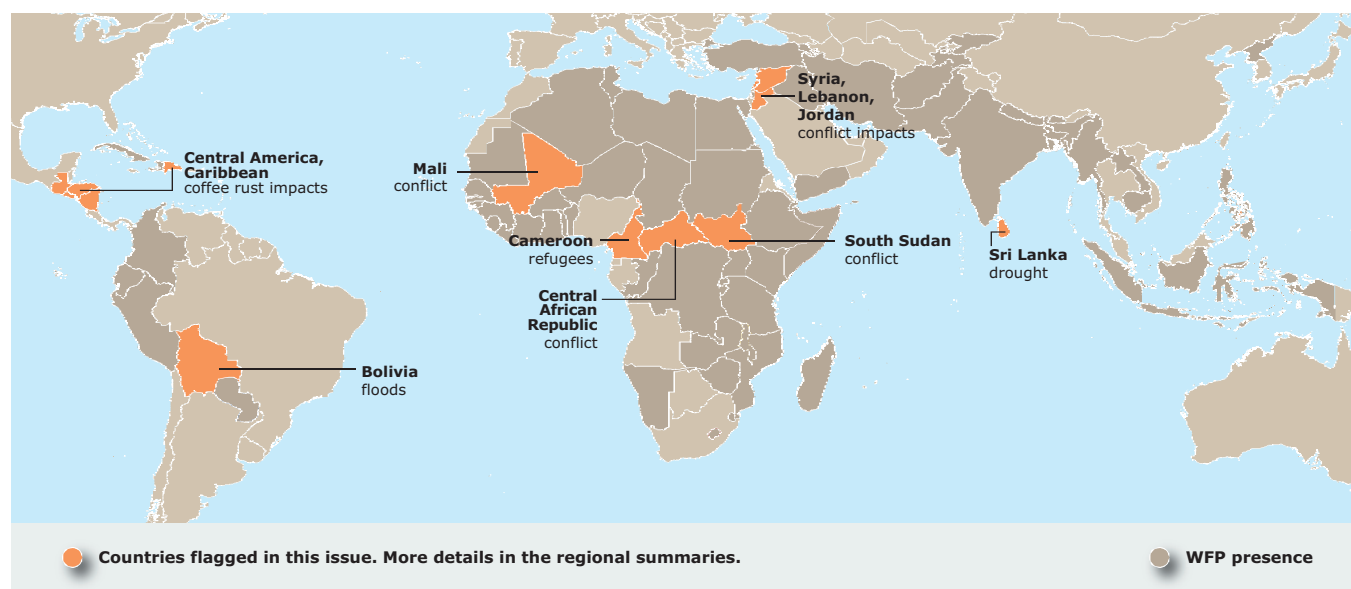 Syria,
Lebanon,
Jordan
conflict impacts
Central America,
Caribbean
coffee rust impacts
Mali
conflict
Cameroon
refugees
South Sudan
conflict
Sri Lanka
drought
Central
African
Republic
conflict
Bolivia
floods
Countries flagged in this issue. More details in the regional summaries.
WFP presence